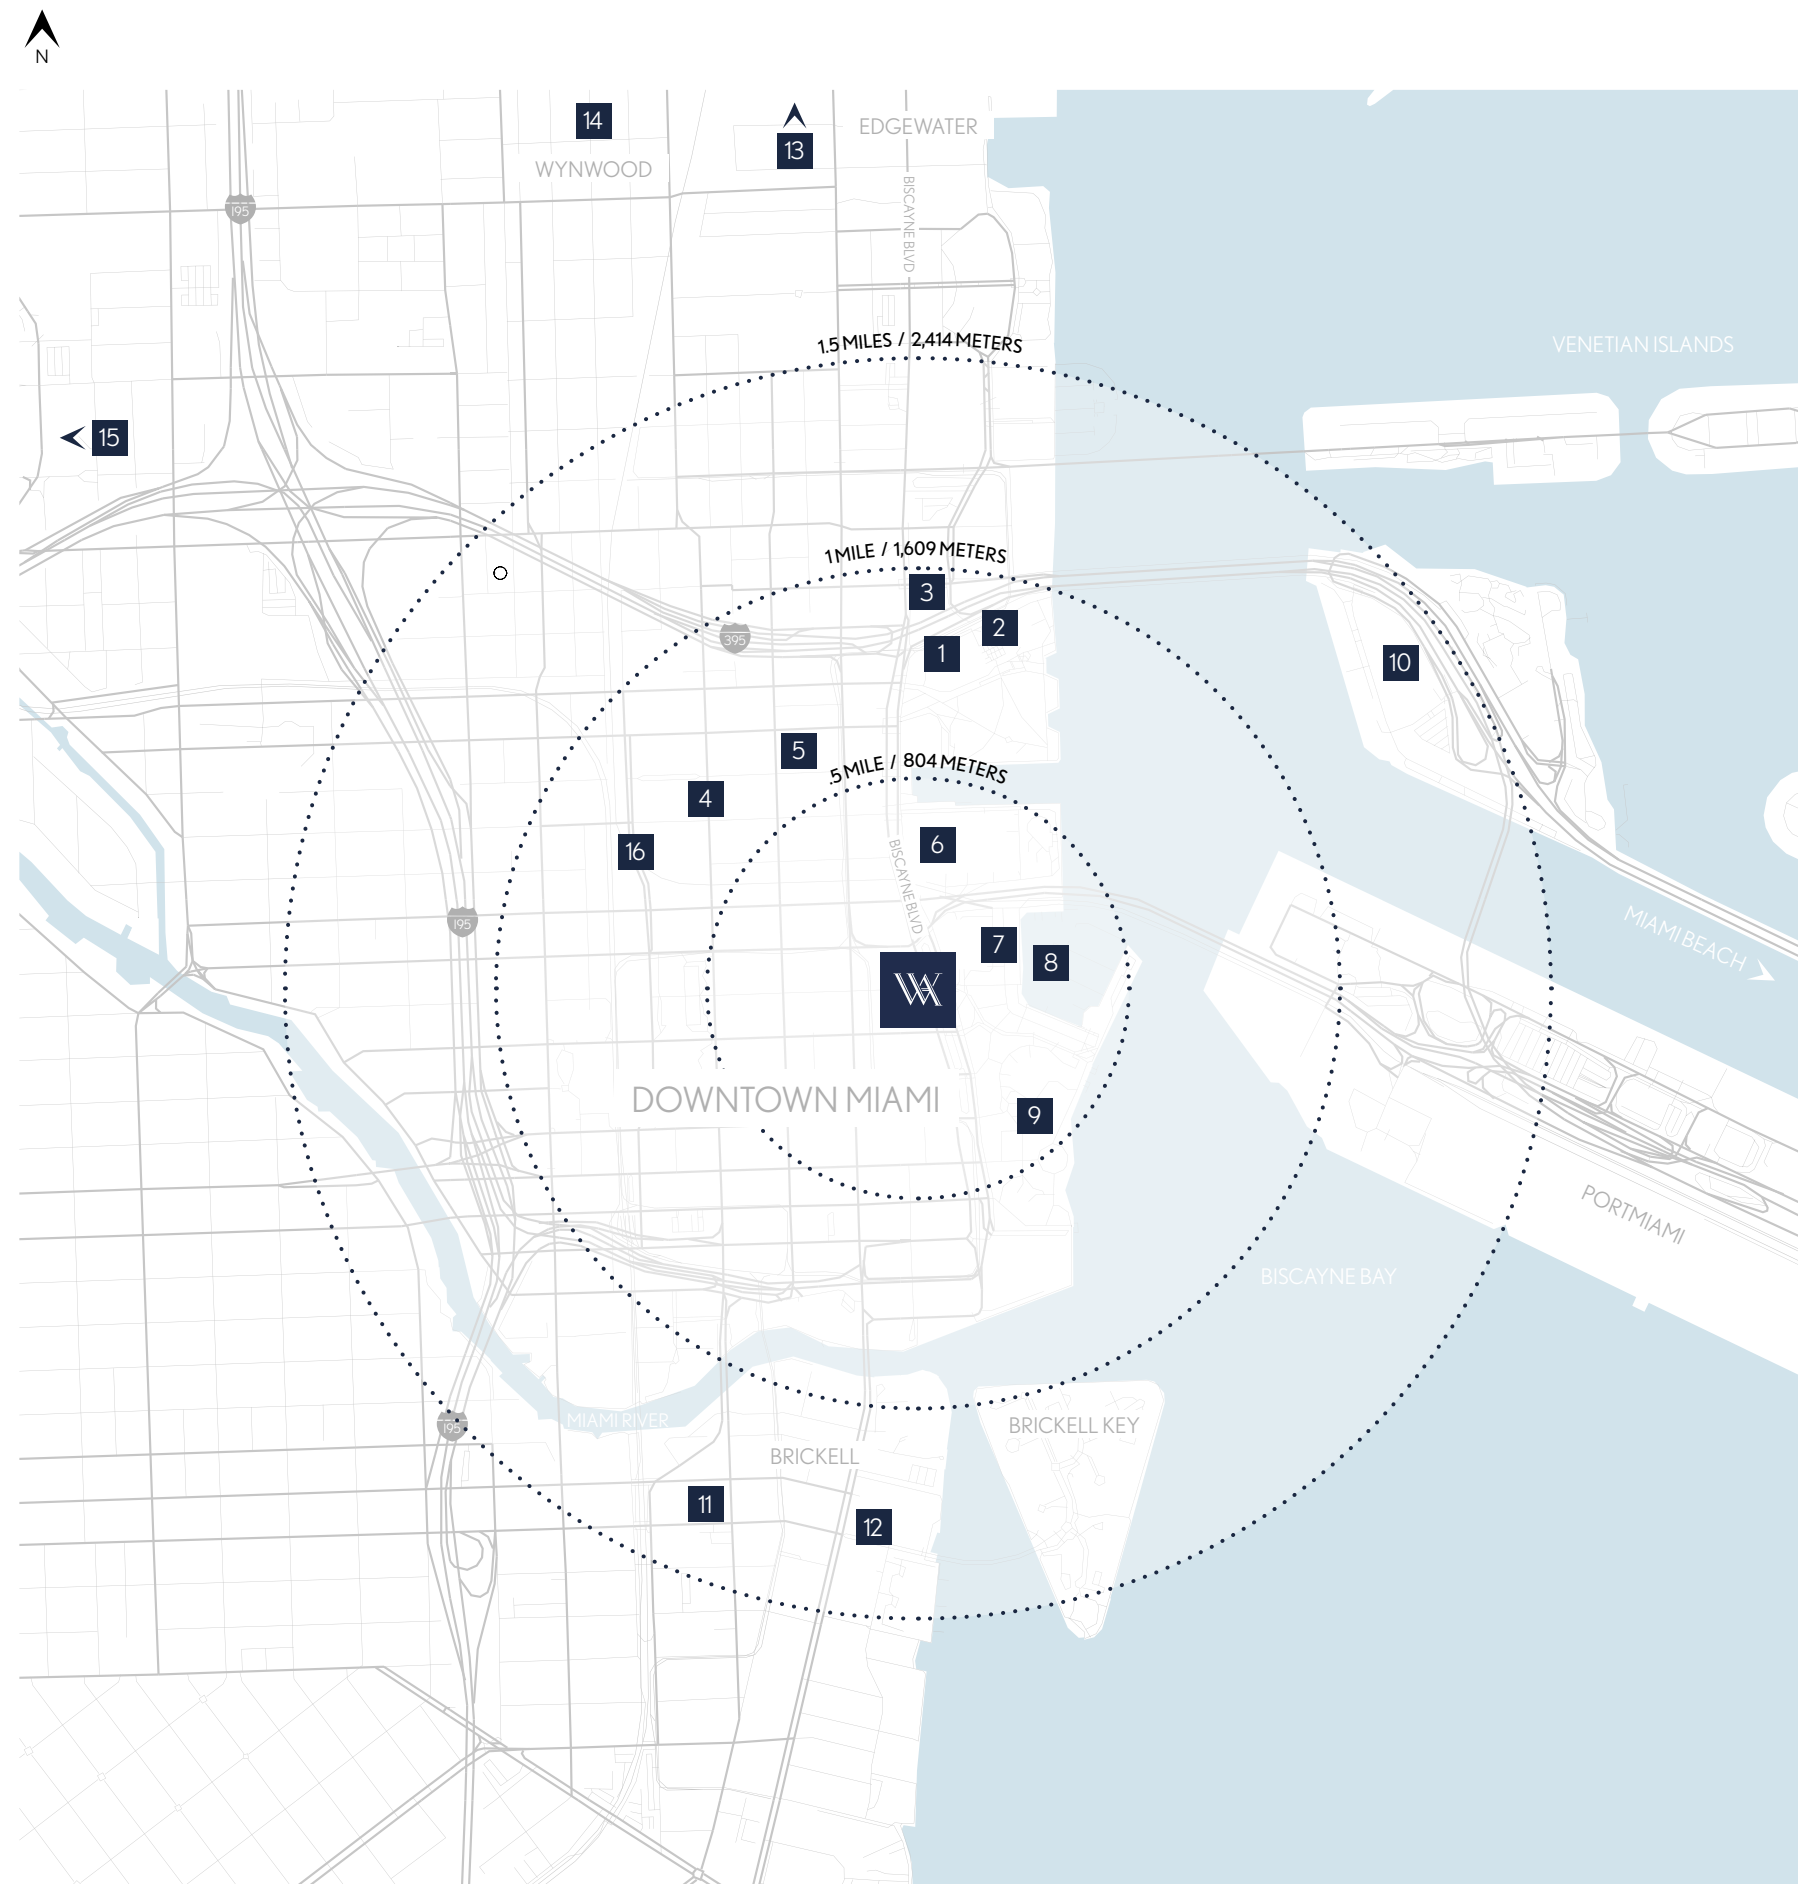 N
14
13
EDGEWATER
WYNWOOD
195
BISCAYNE BLVD
1.5 MILES / 2,414 METERS
VENETIAN ISLANDS
15
1 MILE / 1,609 METERS
3
2
395
1
10
5
.5 MILE / 804 METERS
4
6
16
BISCAYNE BLVD
195
7
8
MIAMI BEACH
WA
DOWNTOWN MIAMI
9
PORTMIAMI
BISCAYNE BAY
195
MIAMI RIVER
BRICKELL KEY
BRICKELL
11
12